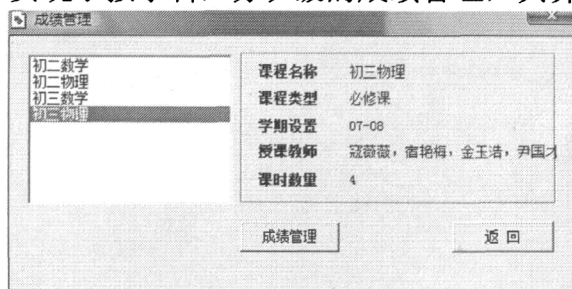 成绩管理
初二数学
初二物理
初三数学
初三物理
课程名称 初三物理
课程类型 必修课
学期设置 07-08
授课教师 寇薇薇，宿艳梅，金玉浩，尹国才
课时数里 4
成绩管理
返 回